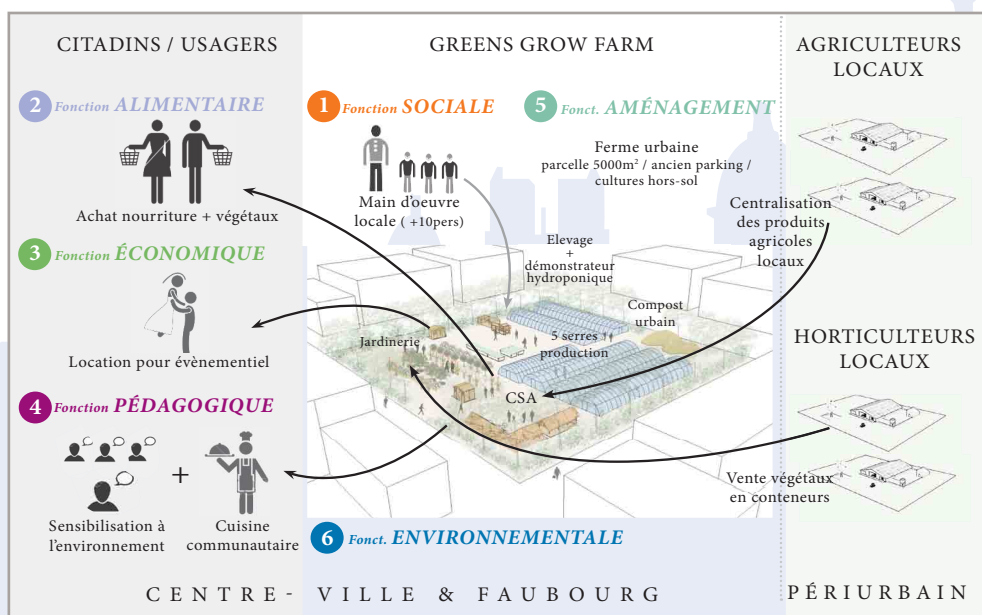 CITADINS / USAGERS
2 Fonction ALIMENTAIRE
Achat nourriture + végétaux
3 Fonction ÉCONOMIQUE
Location pour évènementiel
4 Fonction PÉDAGOGIQUE
+
Sensibilisation à
l'environnement
Cuisine
communautaire
GREENS GROW FARM
1 Fonction SOCIALE
Main d'oeuvre
locale ( +10pers)
5 Fonct. AMÉNAGEMENT
Ferme urbaine
parcelle 5000m² / ancien parking /
cultures hors-sol
Elevage
+
démonstrateur
hydroponique
Compost
urbain
Jardinerie
5 serres
production
CSA
6 Fonct. ENVIRONNEMENTALE
AGRICULTEURS
LOCAUX
Centralisation
des produits
agricoles
locaux
HORTICULTEURS
LOCAUX
Vente végétaux
en conteneurs
CENTRE- VILLE & FAUBOURG
PÉRIURBAIN